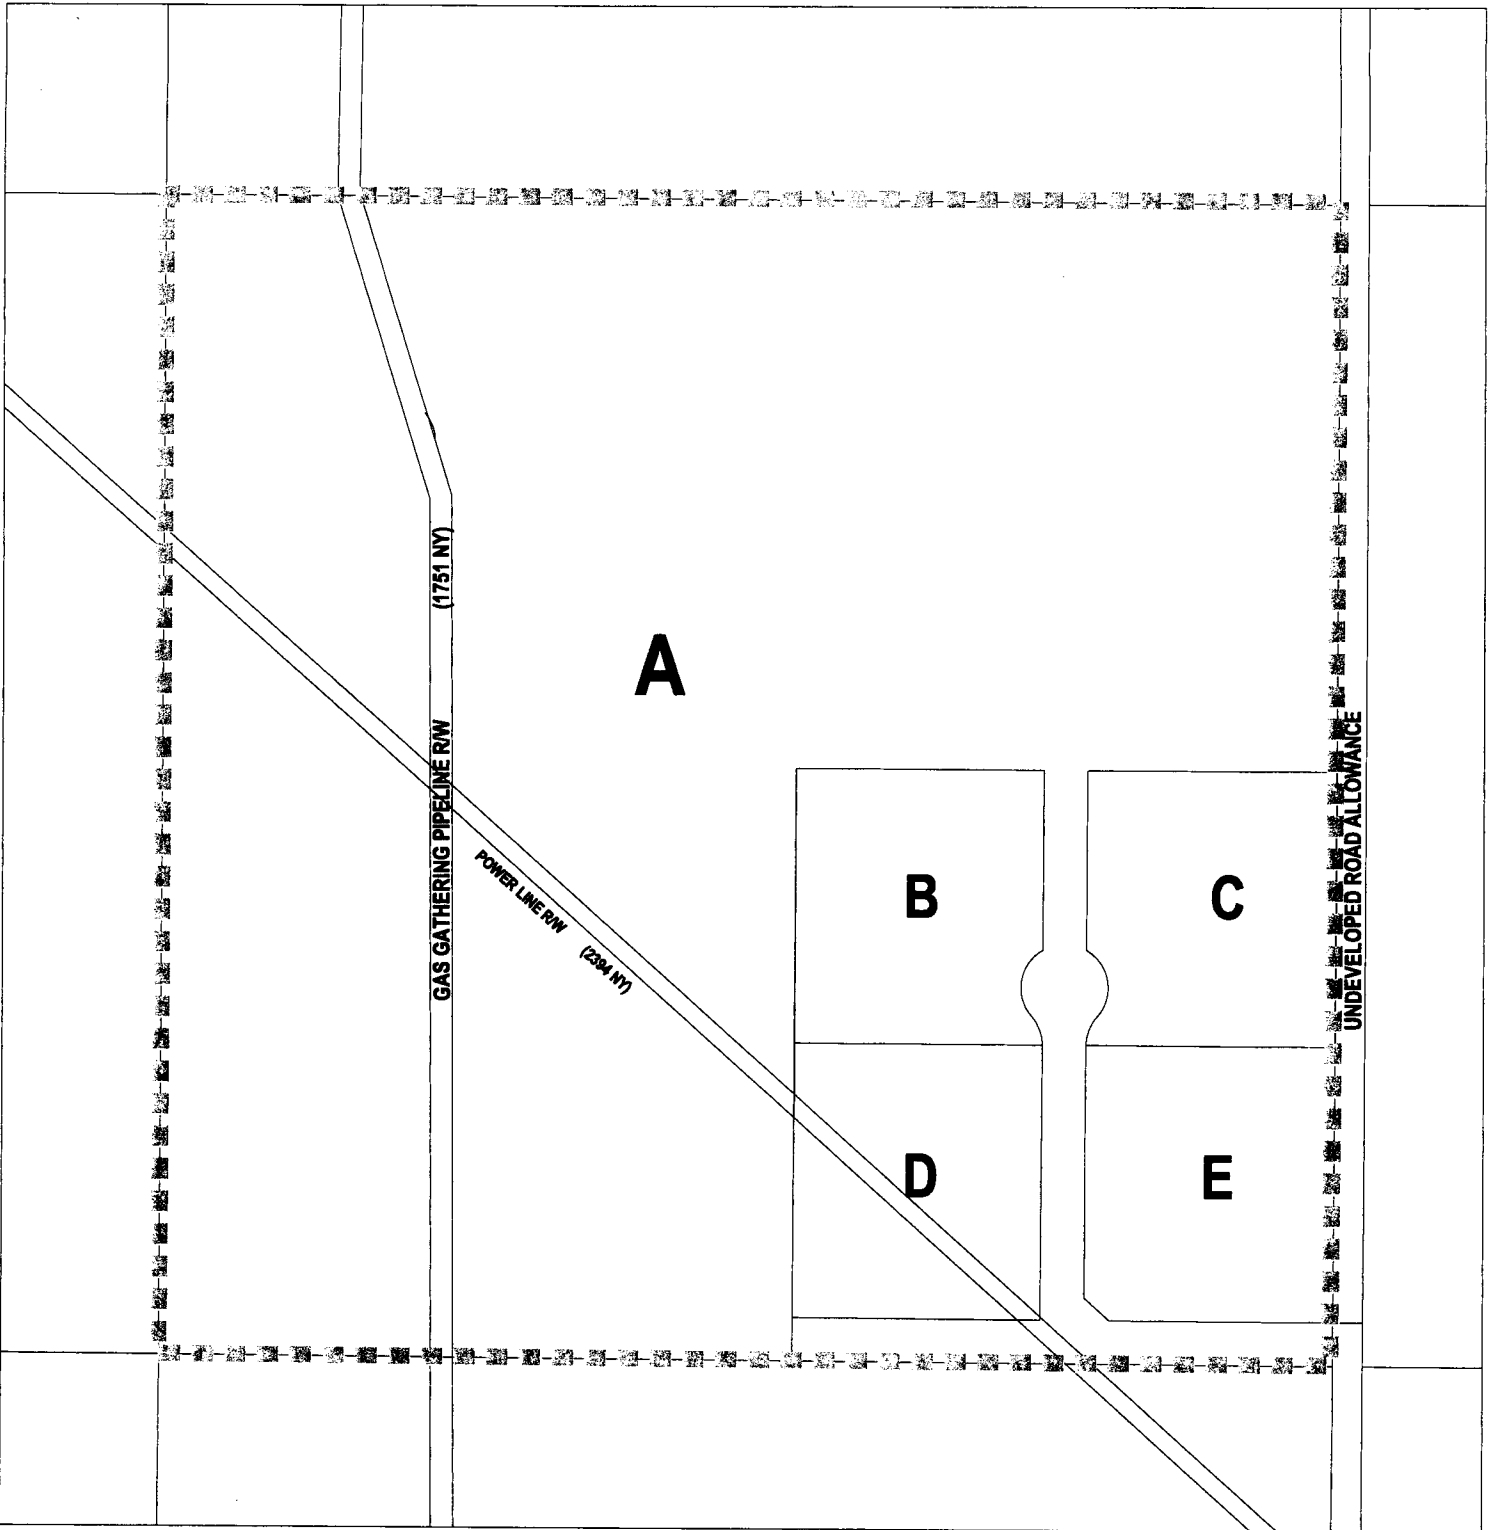 (1751 NY)
A
GAS GATHERING PIPELINE R/W
UNDEVELOPED ROAD ALLOWANCE
POWER LINE R/W (2394 NY)
B
C
D
E